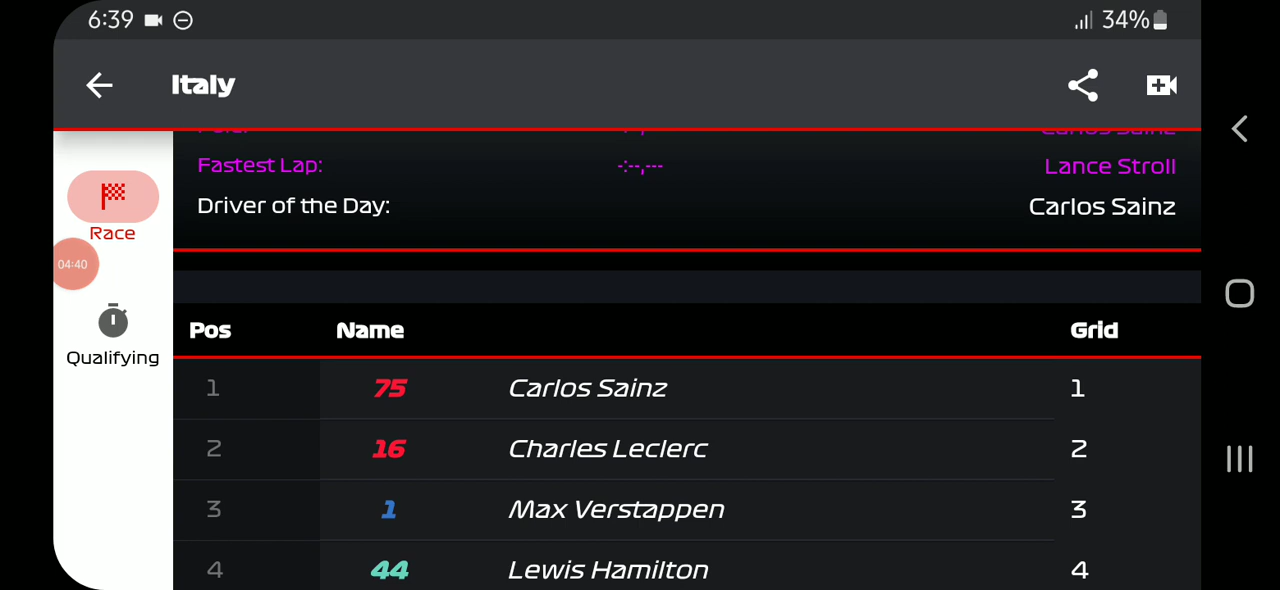 6:39 34%
Italy
Carlos Sainz
Fastest Lap: -:--,--- Lance Stroll
Driver of the Day: Carlos Sainz
Race
04:40
Qualifying
Pos Name Grid
1 75 Carlos Sainz 1
2 16 Charles Leclerc 2
3 1 Max Verstappen 3
4 44 Lewis Hamilton 4